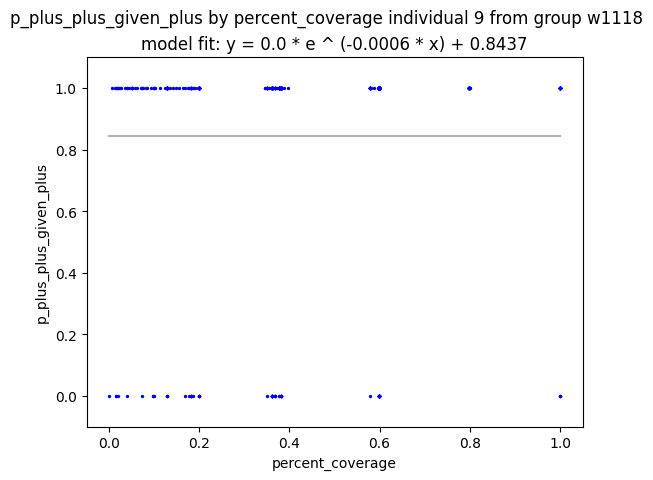 p_plus_plus_given_plus by percent_coverage individual 9 from group w1118
model fit: y = 0.0 * e ^ (-0.0006 * x) + 0.8437
p_plus_plus_given_plus
1.0
0.8
0.6
0.4
0.2
0.0
0.0 0.2 0.4 0.6 0.8 1.0
percent_coverage